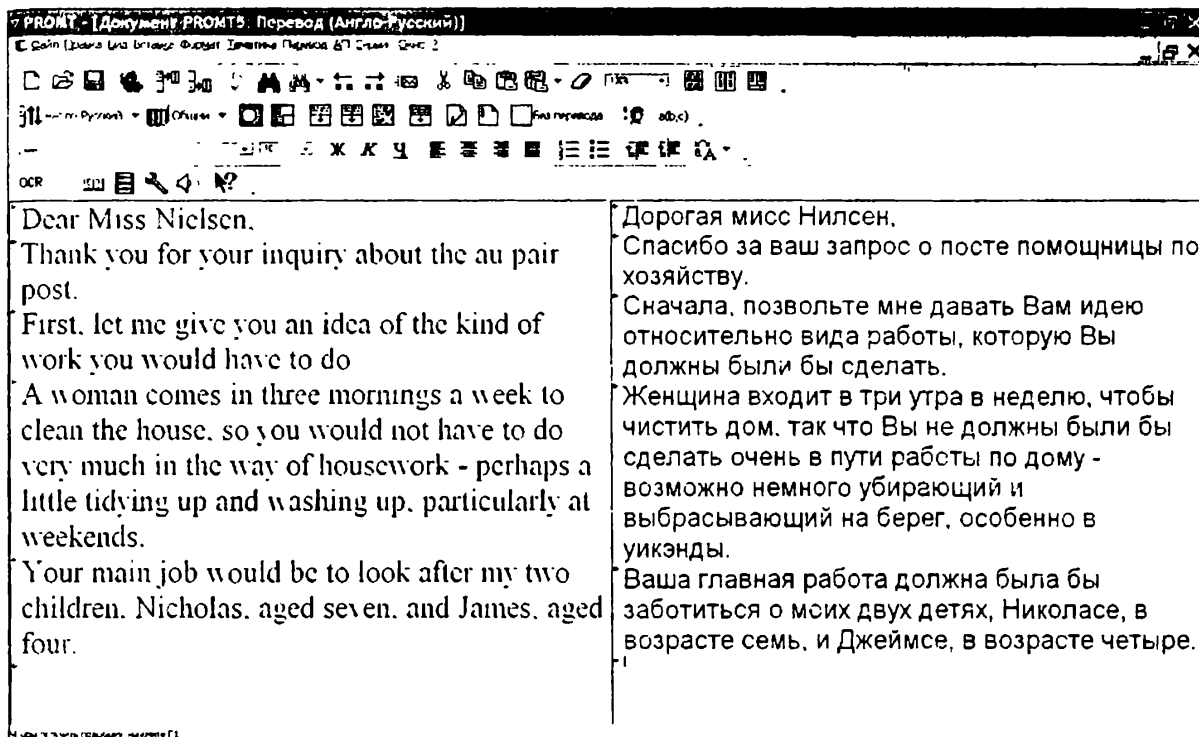 PROMT - [Документ PROMT5: Перевод (Англо-Русский)]
Общая
без перевода
a(b,c)
Ж К Ч
OCR
Dear Miss Nielsen,
Thank you for your inquiry about the au pair
post.
First, let me give you an idea of the kind of
work you would have to do
A woman comes in three mornings a week to
clean the house, so you would not have to do
very much in the way of housework - perhaps a
little tidying up and washing up, particularly at
weekends.
Your main job would be to look after my two
children, Nicholas, aged seven, and James, aged
four.
Дорогая мисс Нилсен,
Спасибо за ваш запрос о посте помощницы по
хозяйству.
Сначала, позвольте мне давать Вам идею
относительно вида работы, которую Вы
должны были бы сделать.
Женщина входит в три утра в неделю, чтобы
чистить дом, так что Вы не должны были бы
сделать очень в пути работы по дому -
возможно немного убирающий и
выбрасывающий на берег, особенно в
уикэнды.
Ваша главная работа должна была бы
заботиться о моих двух детях, Николасе, в
возрасте семь, и Джеймсе, в возрасте четыре.